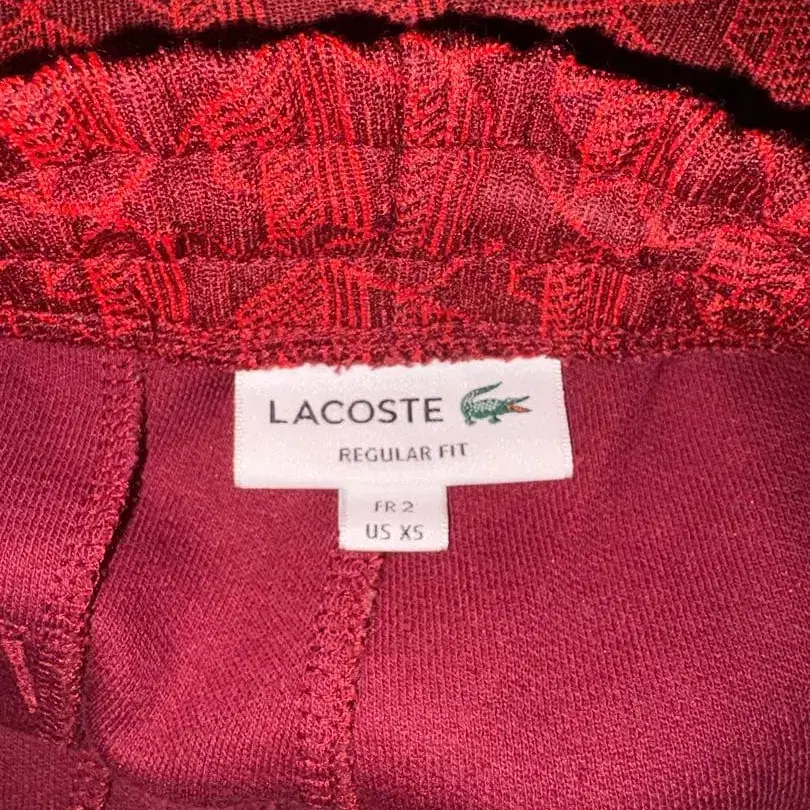 LACOSTE
REGULAR FIT
FR 2
US XS